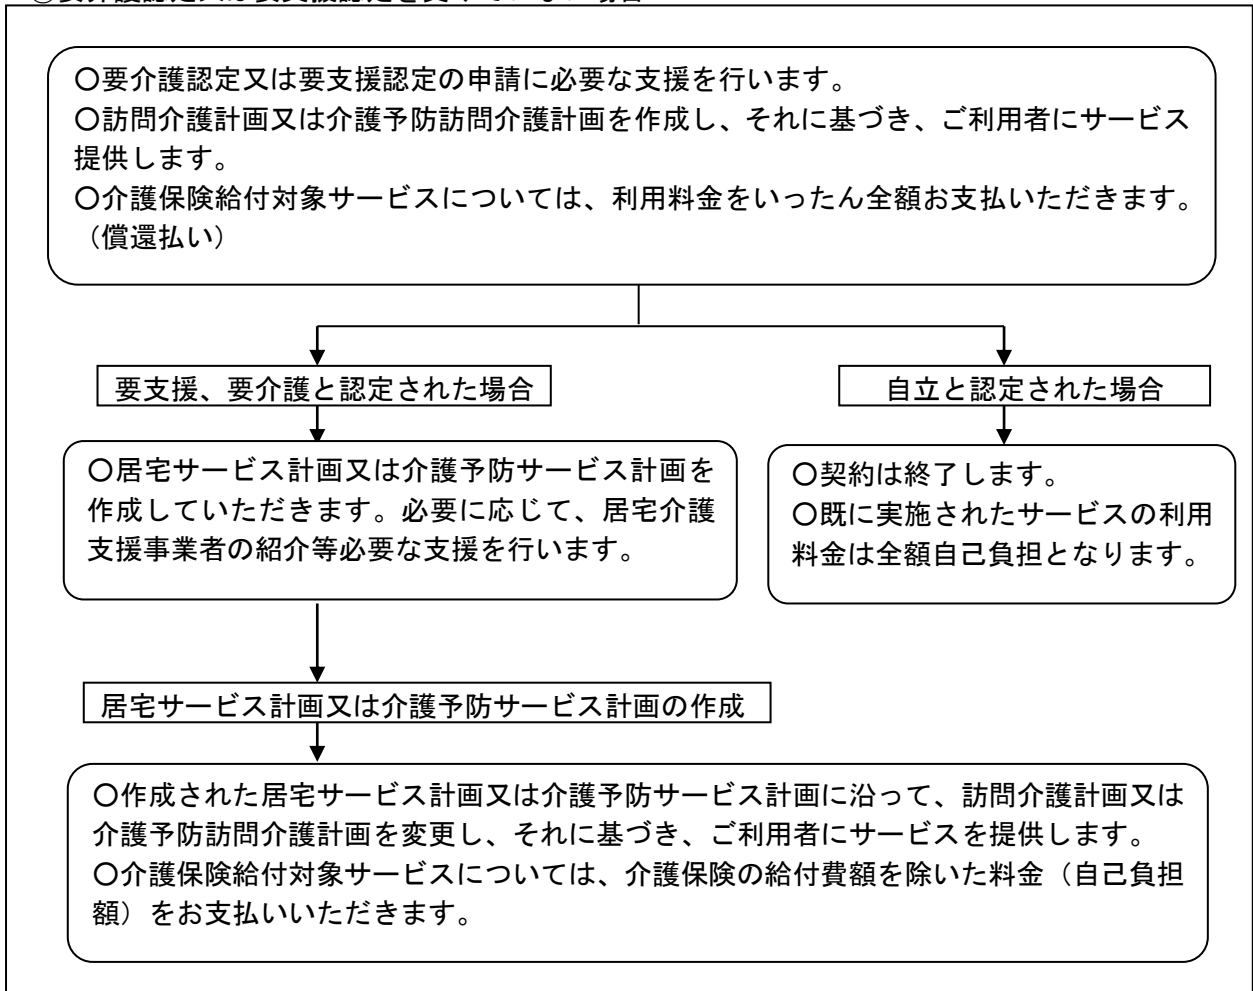 〇要介護認定又は要支援認定の申請に必要な支援を行います。
〇訪問介護計画又は介護予防訪問介護計画を作成し、それに基づき、ご利用者にサービス
提供します。
〇介護保険給付対象サービスについては、利用料金をいったん全額お支払いただきます。
（償還払い）
要支援、要介護と認定された場合
自立と認定された場合
〇居宅サービス計画又は介護予防サービス計画を
作成していただきます。必要に応じて、居宅介護
支援事業者の紹介等必要な支援を行います。
〇契約は終了します。
〇既に実施されたサービスの利用
料金は全額自己負担となります。
居宅サービス計画又は介護予防サービス計画の作成
〇作成された居宅サービス計画又は介護予防サービス計画に沿って、訪問介護計画又は
介護予防訪問介護計画を変更し、それに基づき、ご利用者にサービスを提供します。
〇介護保険給付対象サービスについては、介護保険の給付費額を除いた料金（自己負担
額）をお支払いいただきます。